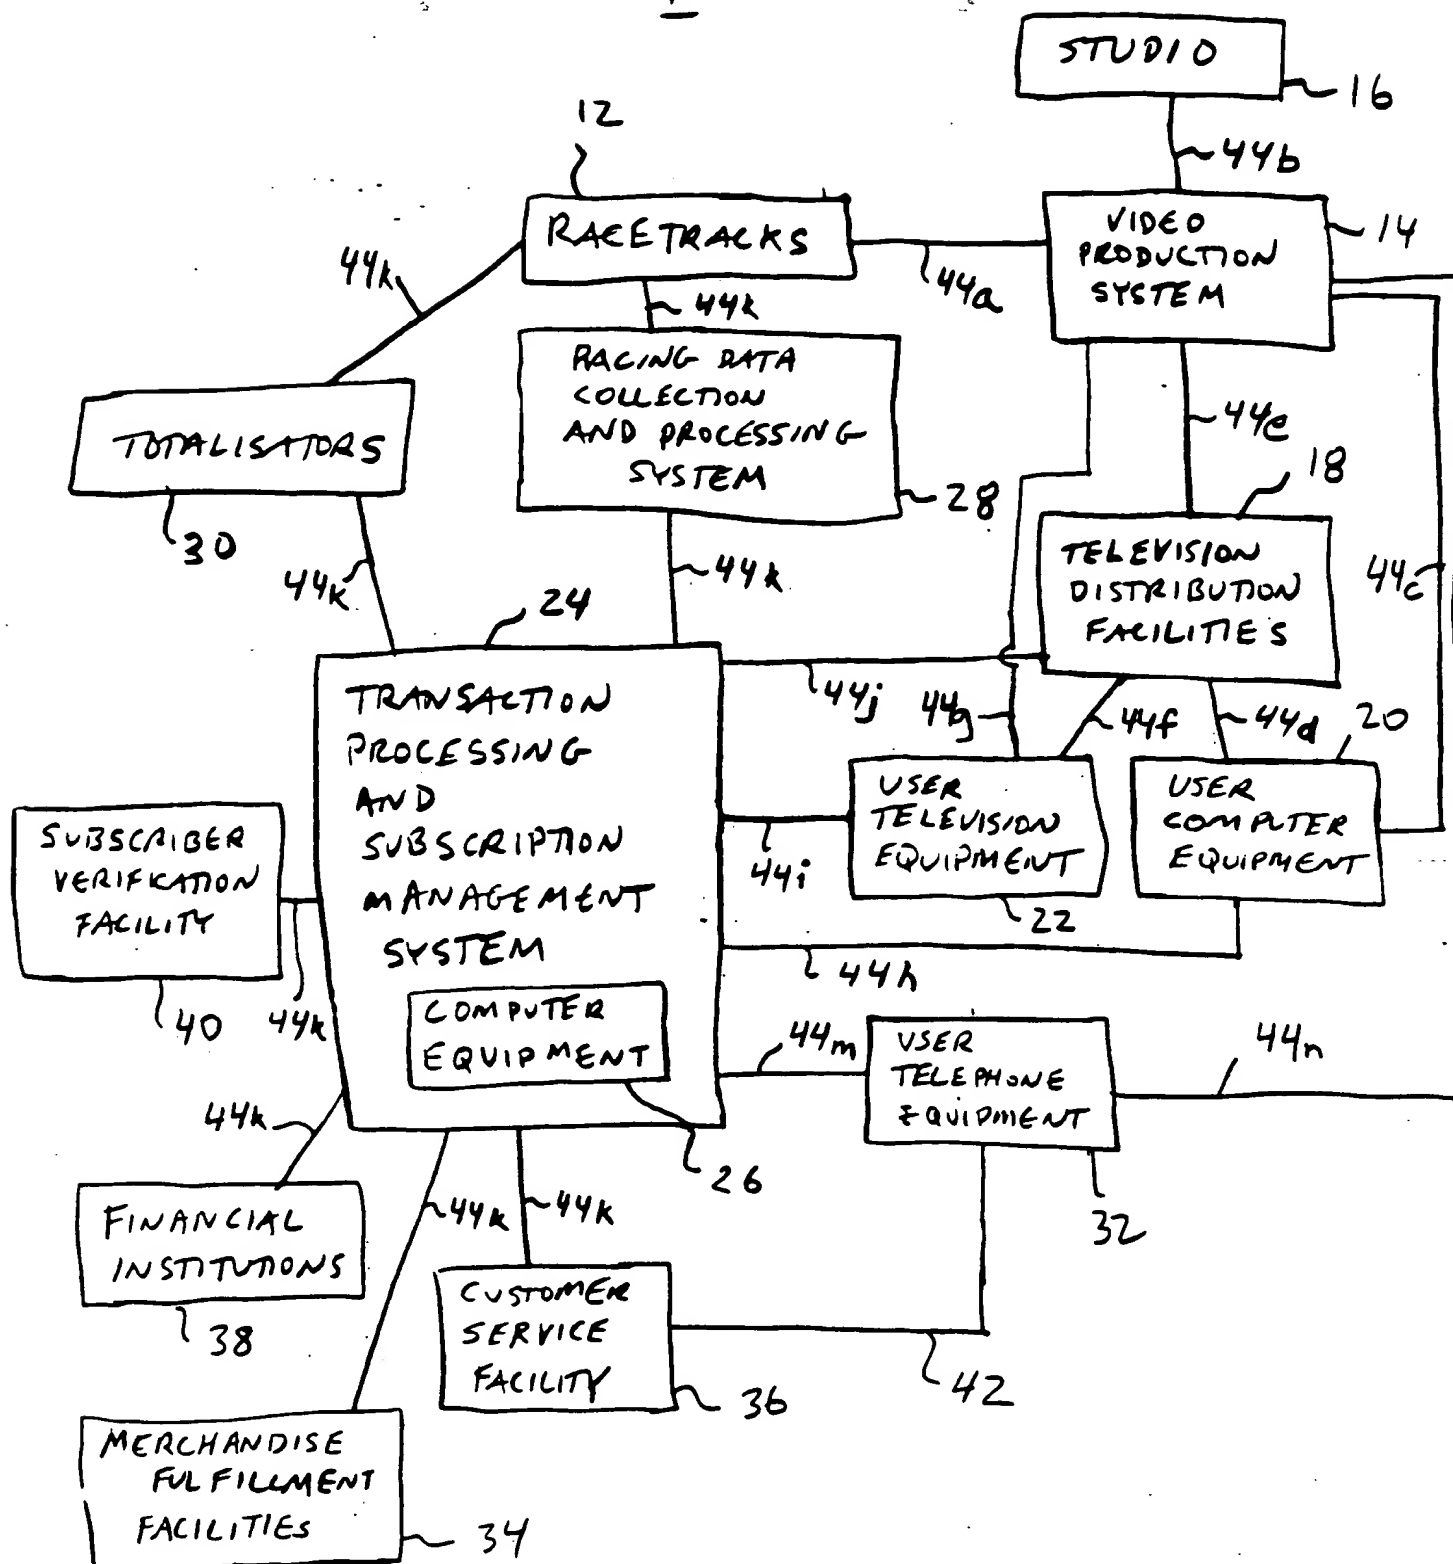 STUDIO
16
44b
12
RACETRACKS
44a
VIDEO
PRODUCTION
SYSTEM
14
44k
44k
RACING DATA
COLLECTION
AND PROCESSING
SYSTEM
28
TOTALISATORS
30
44e
18
TELEVISION
DISTRIBUTION
FACILITIES
44c
44k
44k
24
TRANSACTION
PROCESSING
AND
SUBSCRIPTION
MANAGEMENT
SYSTEM
44j
44g
44f
44d
20
USER
TELEVISION
EQUIPMENT
22
USER
COMPUTER
EQUIPMENT
44i
44h
SUBSCRIBER
VERIFICATION
FACILITY
40
44k
COMPUTER
EQUIPMENT
26
44m
USER
TELEPHONE
EQUIPMENT
32
44n
44k
FINANCIAL
INSTITUTIONS
38
44k
44k
CUSTOMER
SERVICE
FACILITY
36
42
MERCHANDISE
FULFILLMENT
FACILITIES
34